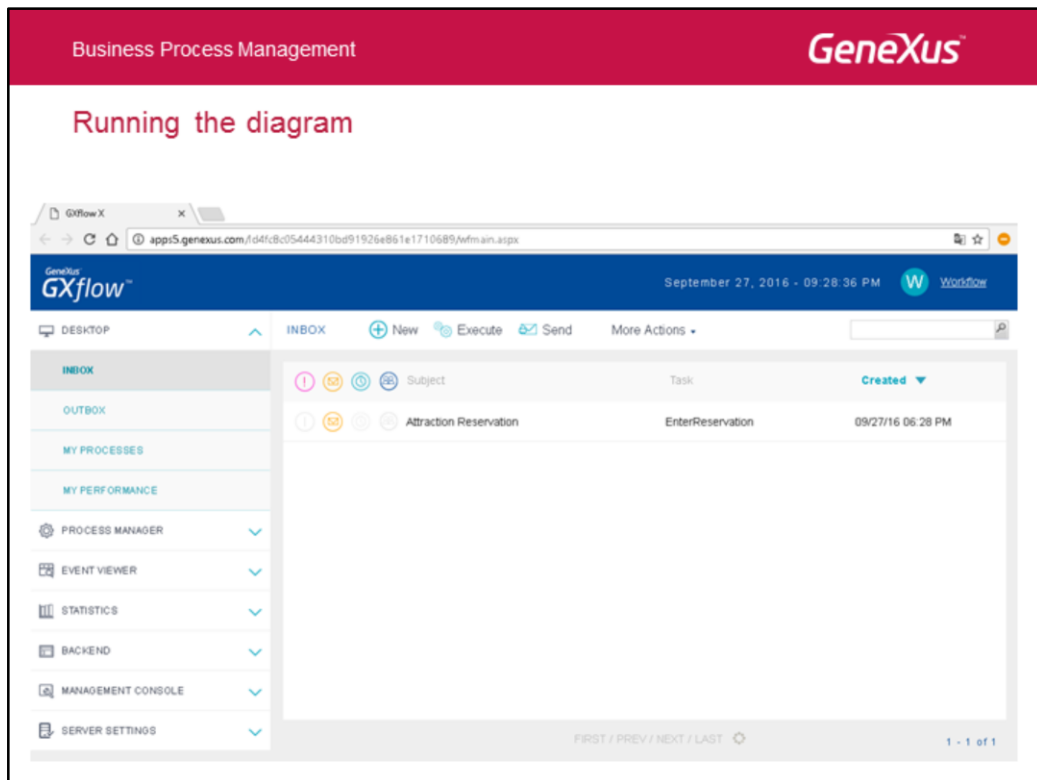 Business Process Management
GeneXus™
Running the diagram
GXflow X
apps5.genexus.com/Id4fc8c05444310bd91926e861e1710689/wfmain.aspx
GeneXus
GXflow™
September 27, 2016 - 09:28:36 PM W Workflow
DESKTOP
INBOX New Execute Send More Actions
INBOX
Subject Task Created
OUTBOX
Attraction Reservation EnterReservation 09/27/16 06:28 PM
MY PROCESSES
MY PERFORMANCE
PROCESS MANAGER
EVENT VIEWER
STATISTICS
BACKEND
MANAGEMENT CONSOLE
SERVER SETTINGS
FIRST / PREV / NEXT / LAST
1 - 1 of 1